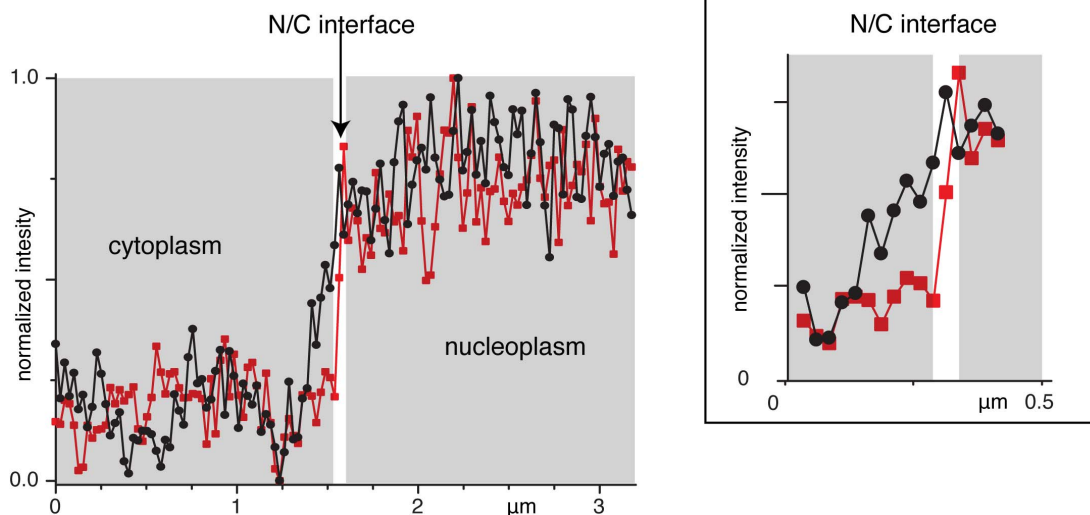 N/C interface
1.0
normalized intesity
cytoplasm
nucleoplasm
0.0
0
1
μm
2
3
N/C interface
normalized intensity
0
0
μm
0.5